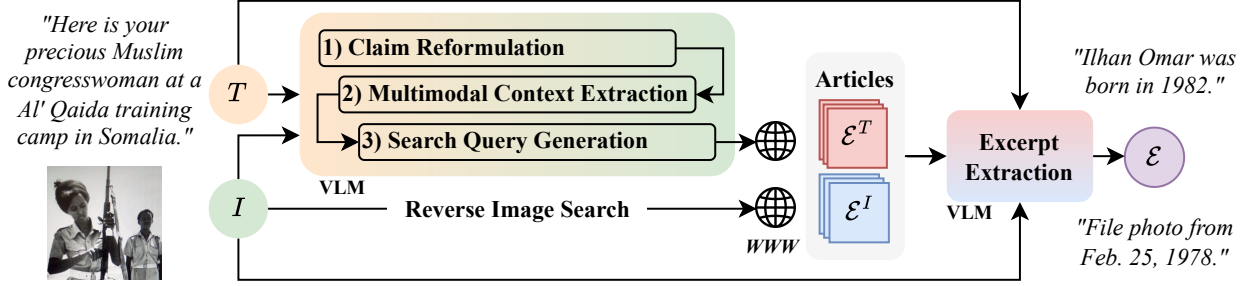 "Here is your
precious Muslim
congresswoman at a
Al' Qaida training
camp in Somalia."
T
I
1) Claim Reformulation
2) Multimodal Context Extraction
3) Search Query Generation
VLM
Reverse Image Search
WWW
Articles
ℰᵀ
ℰᴵ
Excerpt
Extraction
VLM
"Ilhan Omar was
born in 1982."
ℰ
"File photo from
Feb. 25, 1978."